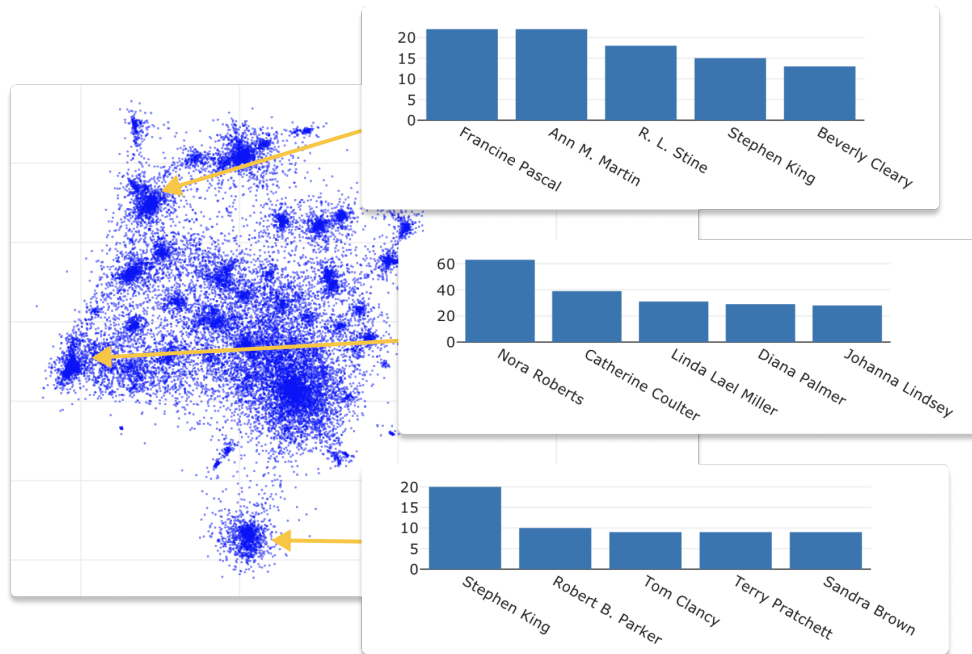 20
15
10
5
0
Francine Pascal
Ann M. Martin
R. L. Stine
Stephen King
Beverly Cleary
60
40
20
0
Nora Roberts
Catherine Coulter
Linda Lael Miller
Diana Palmer
Johanna Lindsey
20
15
10
5
0
Stephen King
Robert B. Parker
Tom Clancy
Terry Pratchett
Sandra Brown